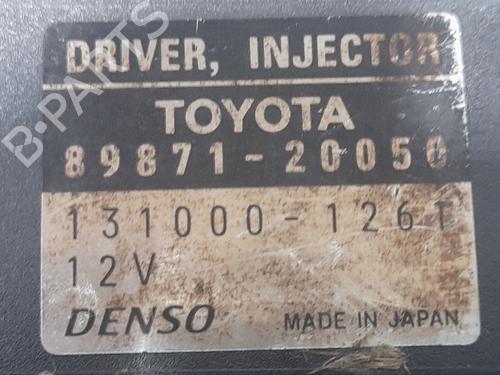 DRIVER, INJECTOR
TOYOTA
89871-20050
131000-1261
12V
DENSO MADE IN JAPAN
B-PARTS